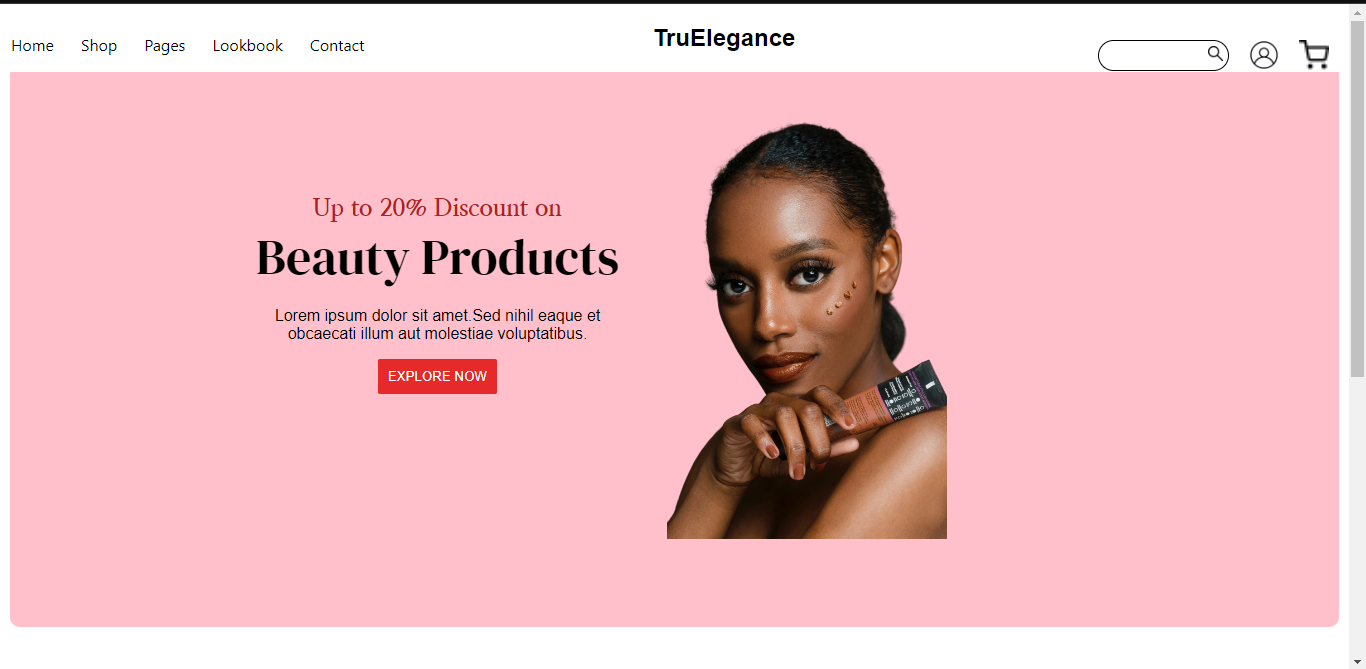 Home Shop Pages Lookbook Contact TruElegance
Up to 20% Discount on
Beauty Products
Lorem ipsum dolor sit amet.Sed nihil eaque et
obcaecati illum aut molestiae voluptatibus.
EXPLORE NOW